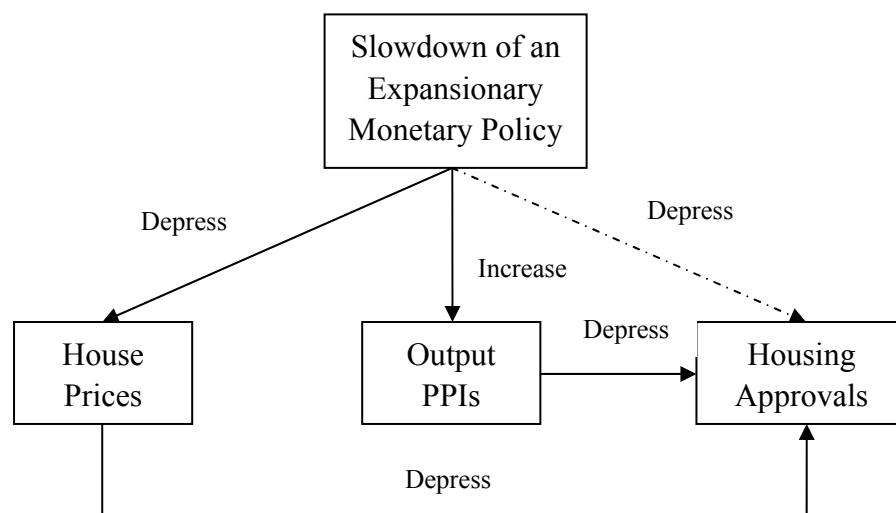 Slowdown of an
Expansionary
Monetary Policy
Depress
Depress
Increase
Depress
House
Prices
Output
PPIs
Housing
Approvals
Depress